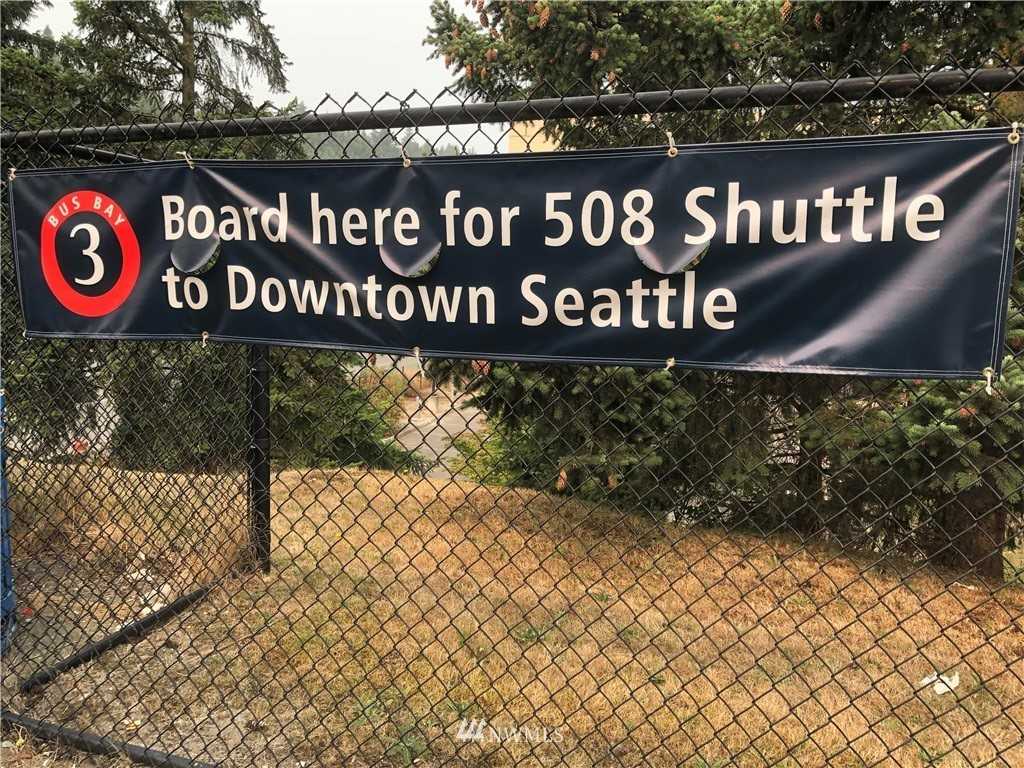 BUS BAY
3
Board here for 508 Shuttle
to Downtown Seattle
NWMLS